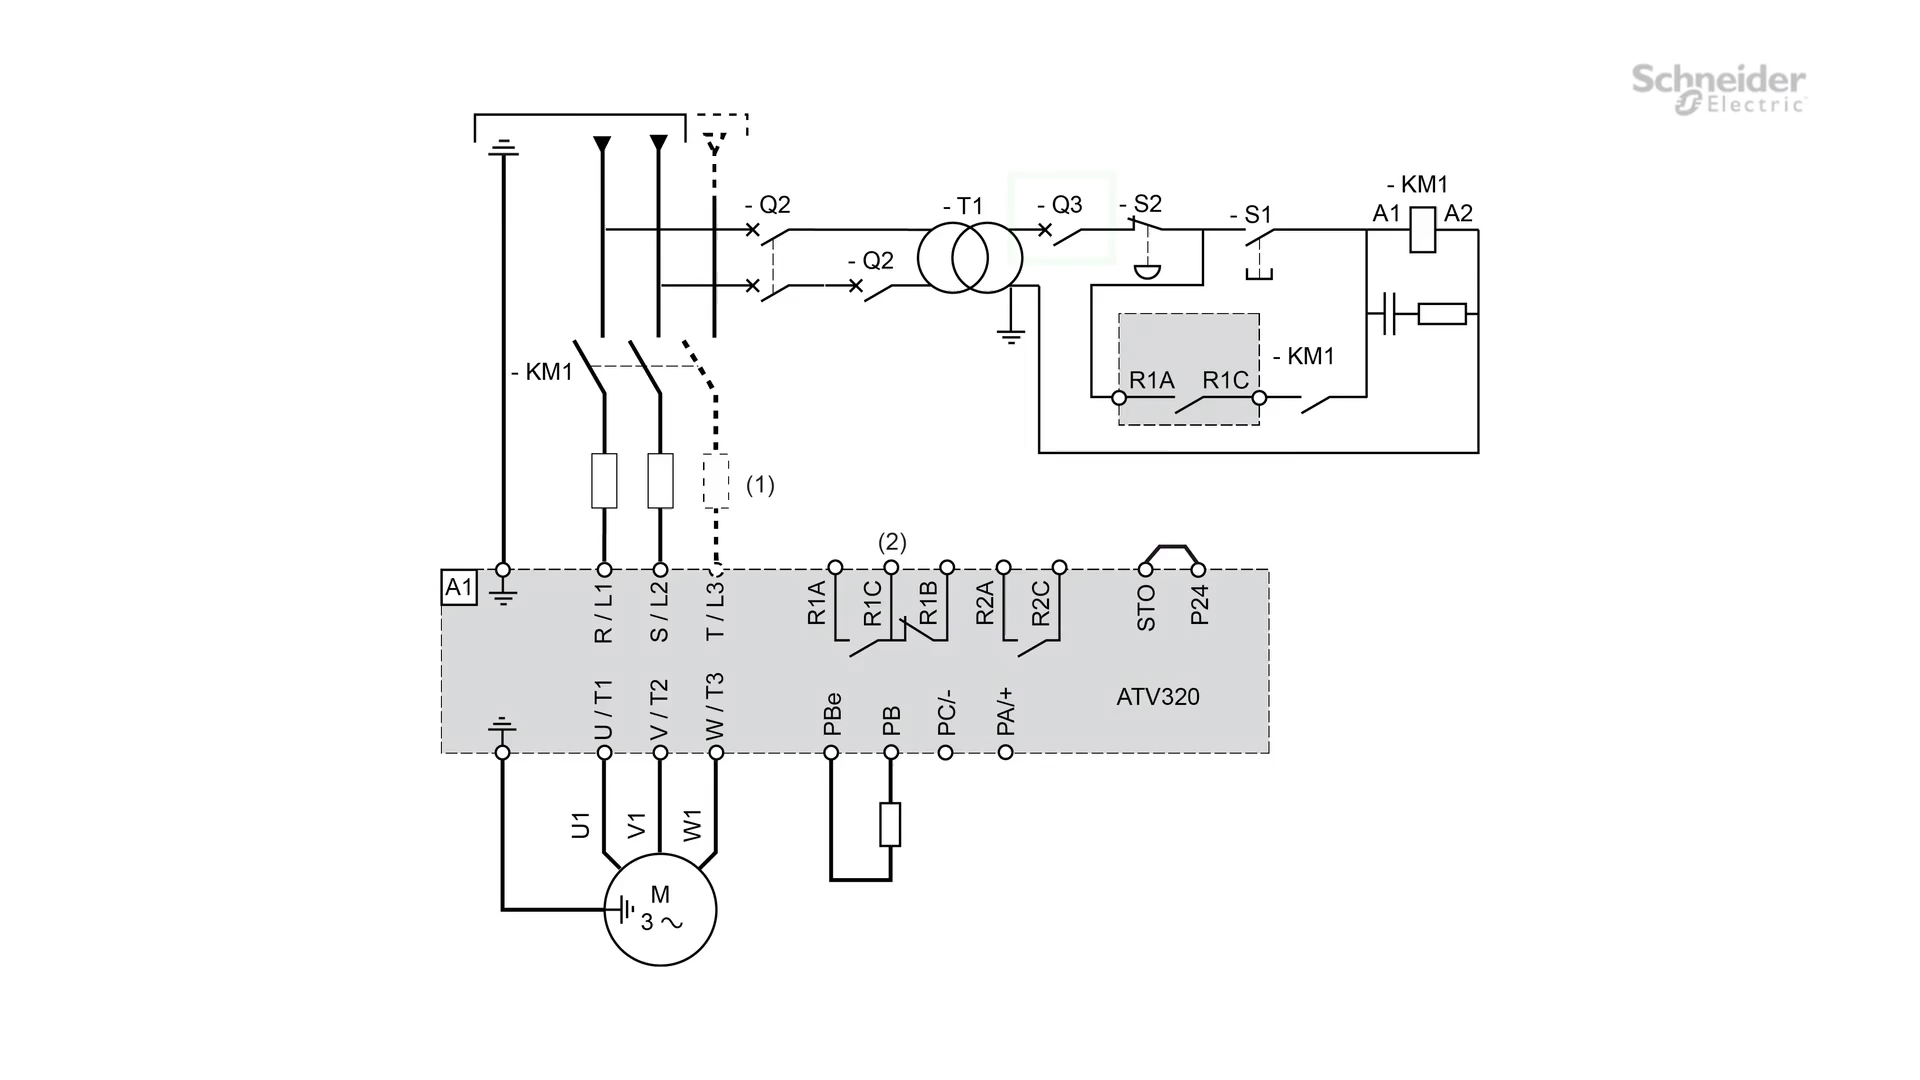 Schneider
Electric
- KM1
- Q2
- T1
- Q3
- S2
- S1
A1
A2
- Q2
- KM1
- KM1
R1A
R1C
(1)
(2)
A1
R / L1
S / L2
T / L3
R1A
R1C
R1B
R2A
R2C
STO
P24
U / T1
V / T2
W / T3
PBe
PB
PC/-
PA/+
ATV320
U1
V1
W1
M
3 ~